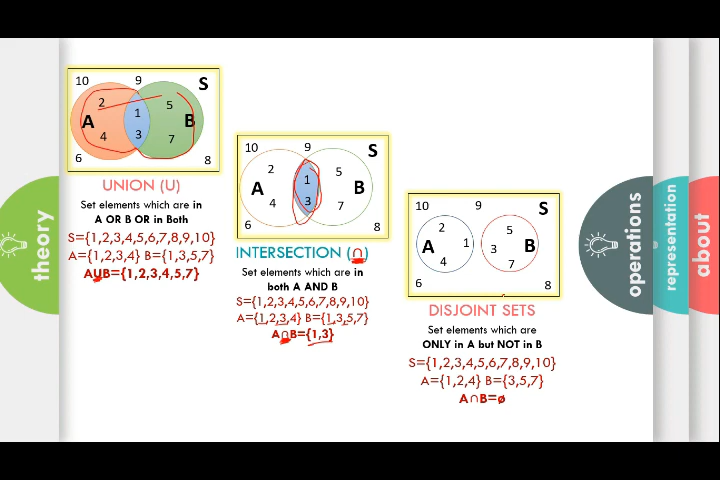 theory
10 9 S
2 5
1
A B
3
4 7
6 8
UNION (U)
Set elements which are in
A OR B OR in Both
S={1,2,3,4,5,6,7,8,9,10}
A={1,2,3,4} B={1,3,5,7}
AUB={1,2,3,4,5,7}
10 9 S
2 5
1
A B
3
4 7
6 8
INTERSECTION (∩)
Set elements which are in
both A AND B
S={1,2,3,4,5,6,7,8,9,10}
A={1,2,3,4} B={1,3,5,7}
A∩B={1,3}
10 9 S
2 5
A 1 3 B
4 7
6 8
DISJOINT SETS
Set elements which are
ONLY in A but NOT in B
S={1,2,3,4,5,6,7,8,9,10}
A={1,2,4} B={3,5,7}
A∩B=ø
operations
representation
about